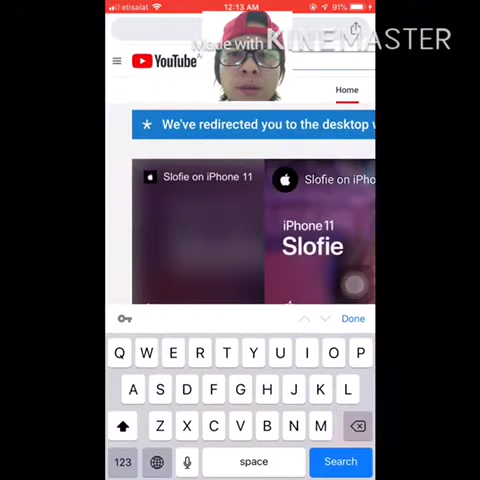 etisalat 12:13 AM 91%
Made with KINEMASTER
YouTube
Home
We've redirected you to the desktop
Slofie on iPhone 11
Slofie on iPho
iPhone 11
Slofie
Done
Q W E R T Y U I O P
A S D F G H J K L
Z X C V B N M
123 space Search